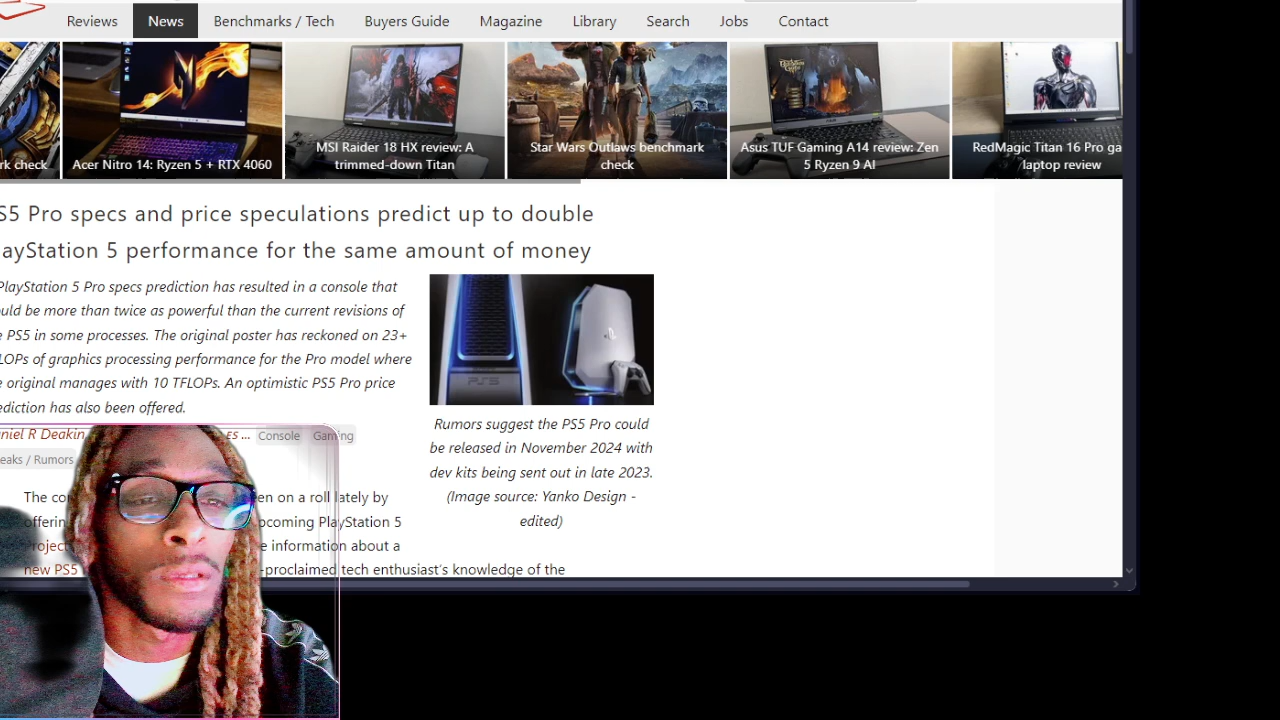 Reviews
News
Benchmarks / Tech
Buyers Guide
Magazine
Library
Search
Jobs
Contact
rk check
Acer Nitro 14: Ryzen 5 + RTX 4060
MSI Raider 18 HX review: A
trimmed-down Titan
Star Wars Outlaws benchmark
check
Asus TUF Gaming A14 review: Zen
5 Ryzen 9 AI
RedMagic Titan 16 Pro ga
laptop review
S5 Pro specs and price speculations predict up to double
ayStation 5 performance for the same amount of money
PlayStation 5 Pro specs prediction has resulted in a console that
uld be more than twice as powerful than the current revisions of
e PS5 in some processes. The original poster has reckoned on 23+
LOPs of graphics processing performance for the Pro model where
e original manages with 10 TFLOPs. An optimistic PS5 Pro price
ediction has also been offered.
niel R Deakin
ES ...
Console
Gaming
eaks / Rumors
PS5
Rumors suggest the PS5 Pro could
be released in November 2024 with
dev kits being sent out in late 2023.
(Image source: Yanko Design -
edited)
The co
en on a roll lately by
offerin
pcoming PlayStation 5
Project
e information about a
new PS5
-proclaimed tech enthusiast's knowledge of the